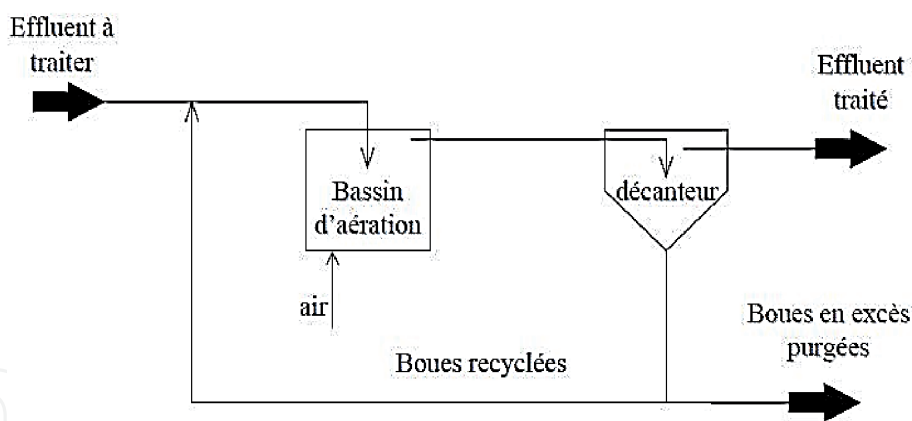 Effluent à
traiter
Effluent
traité
Bassin
d'aération
décanteur
air
Boues recyclées
Boues en excès
purgées